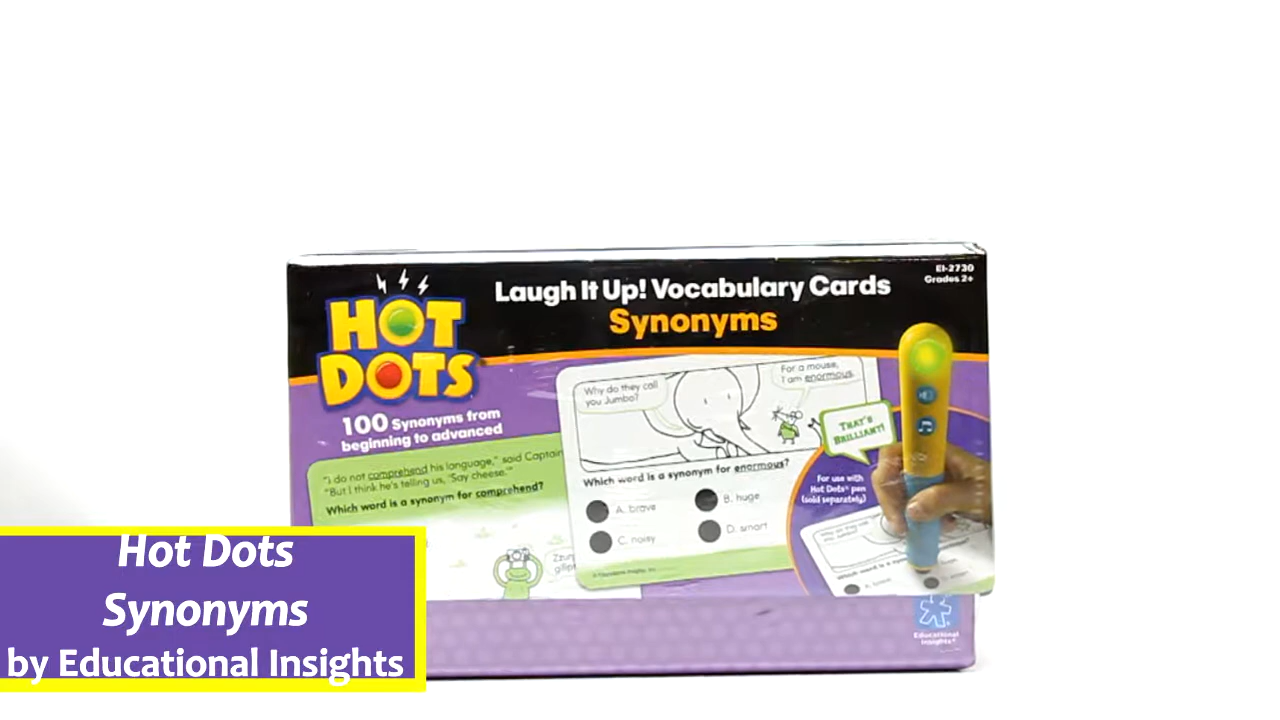 EI-2730
Grades 2+
Laugh It Up! Vocabulary Cards
Synonyms
HOT
DOTS
100 Synonyms from
beginning to advanced
"I do not comprehend his language," said Captain
"But I think he's telling us, 'Say cheese.'"
Which word is a synonym for comprehend?
Why do they call
you Jumbo?
For a mouse,
I am enormous.
Which word is a synonym for enormous?
A. brave
B. huge
C. noisy
D. smart
THAT'S
BRILLIANT!
For use with
Hot Dots® pen
(sold separately)
Educational
Insights®
Hot Dots
Synonyms
by Educational Insights